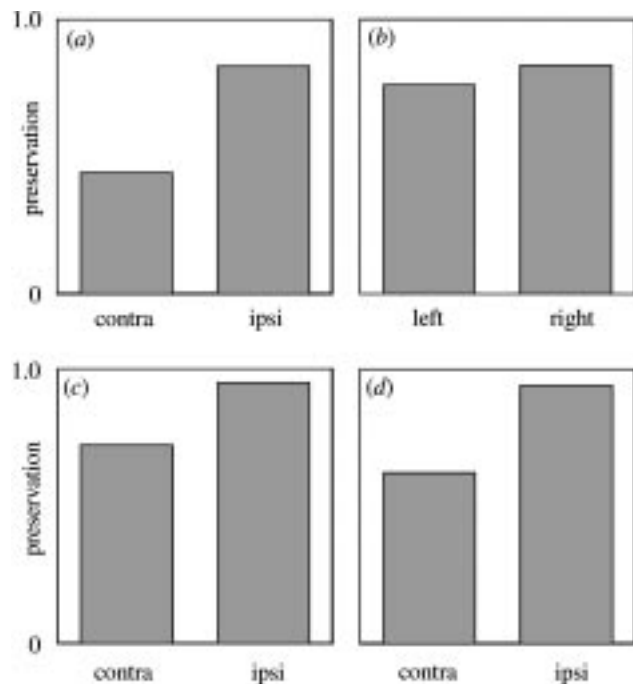 1.0
(a)
(b)
preservation
0
contra
ipsi
left
right
1.0
(c)
(d)
preservation
0
contra
ipsi
contra
ipsi